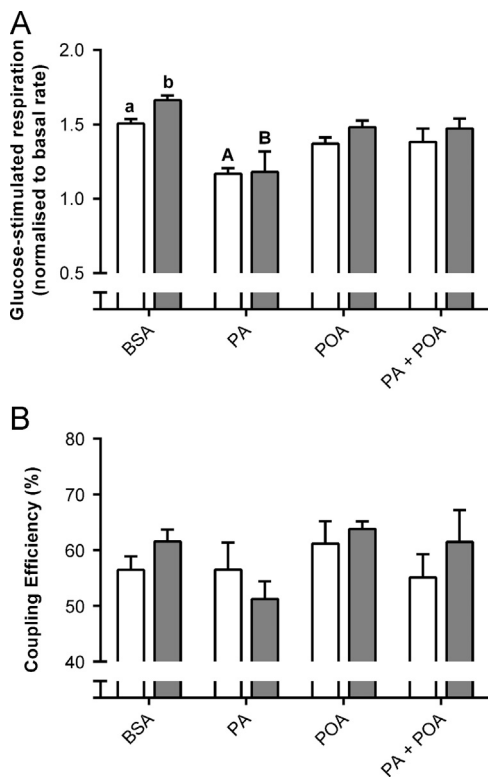 A
Glucose-stimulated respiration
(normalised to basal rate)
2.0
1.5
1.0
0.5
a
b
A
B
BSA
PA
POA
PA + POA
B
Coupling Efficiency (%)
80
70
60
50
40
BSA
PA
POA
PA + POA